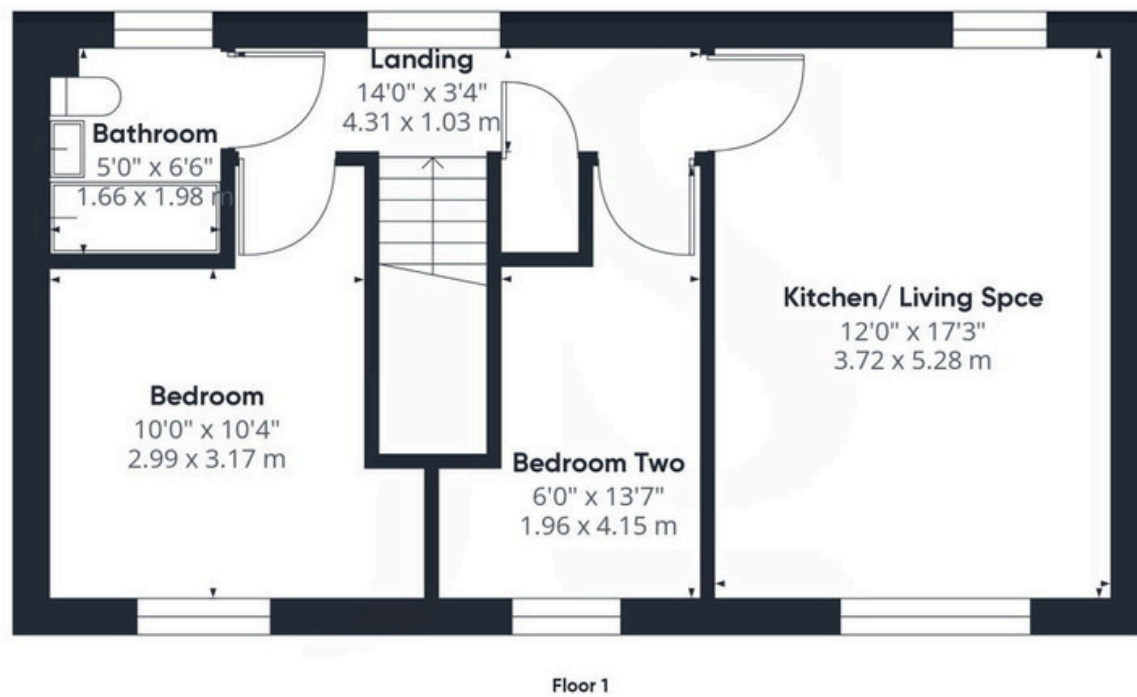 Landing
14'0" x 3'4"
4.31 x 1.03 m
Bathroom
5'0" x 6'6"
1.66 x 1.98 m
Kitchen/ Living Spce
12'0" x 17'3"
3.72 x 5.28 m
Bedroom
10'0" x 10'4"
2.99 x 3.17 m
Bedroom Two
6'0" x 13'7"
1.96 x 4.15 m
Floor 1